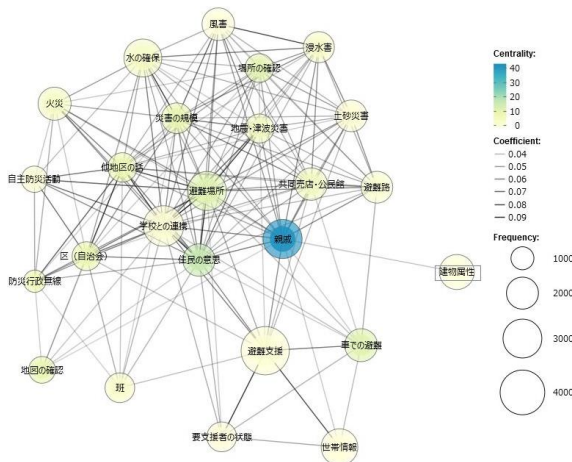 風害
水の確保
浸水害
場所の確認
火災
災害の規模
土砂災害
地震・津波災害
他地区の話
自主防災活動
避難場所
共同売店・公民館
避難路
学校との連携
親戚
区(自治会)
住民の意思
建物属性
防災行政無線
避難支援
車での避難
地図の確認
班
要支援者の状態
世帯情報
Centrality:
40
30
20
10
0
Coefficient:
0.04
0.05
0.06
0.07
0.08
0.09
Frequency:
1000
2000
3000
4000